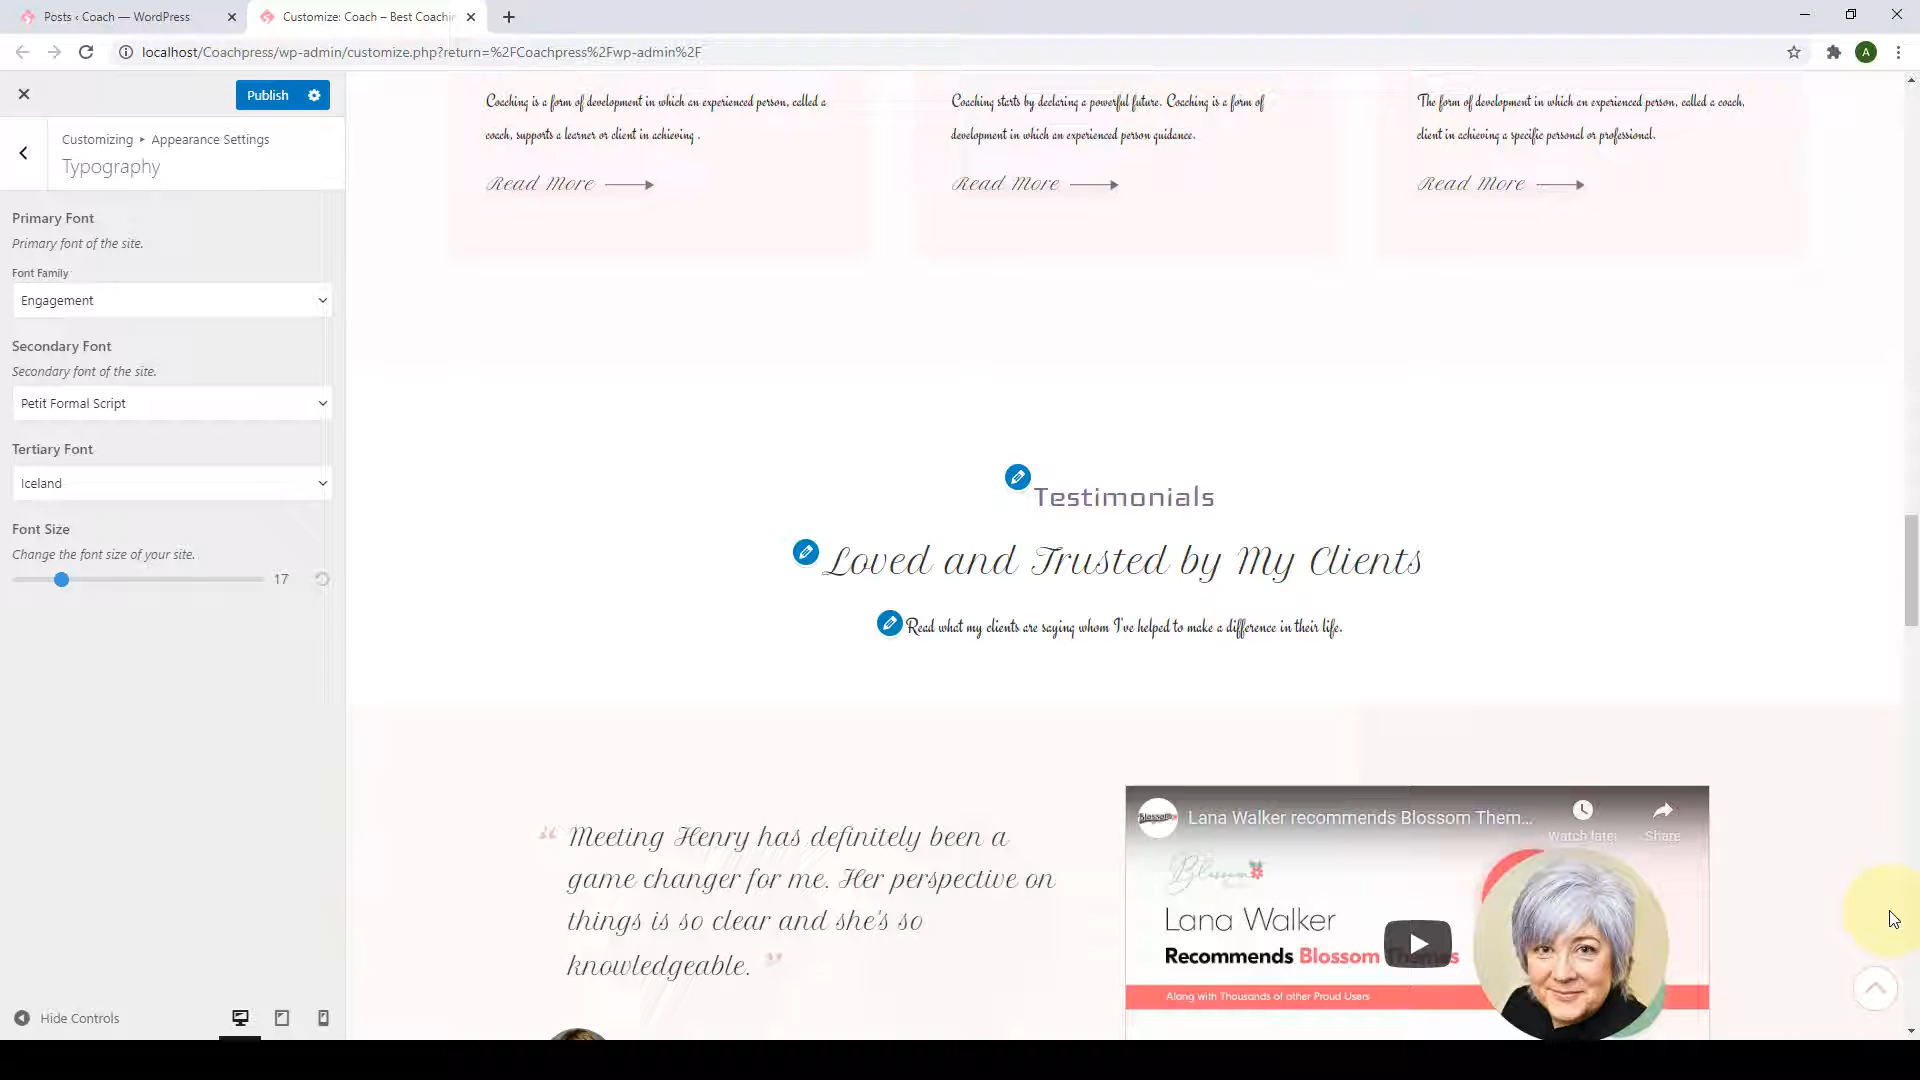 Posts ‹ Coach — WordPress
Customize: Coach – Best Coachin
localhost/Coachpress/wp-admin/customize.php?return=%2FCoachpress%2Fwp-admin%2F
A
Publish
Customizing ▸ Appearance Settings
Typography
Primary Font
Primary font of the site.
Font Family
Engagement
Secondary Font
Secondary font of the site.
Petit Formal Script
Tertiary Font
Iceland
Font Size
Change the font size of your site.
17
Hide Controls
Coaching is a form of development in which an experienced person, called a
coach, supports a learner or client in achieving .
Read More
Coaching starts by declaring a powerful future. Coaching is a form of
development in which an experienced person guidance.
Read More
The form of development in which an experienced person, called a coach,
client in achieving a specific personal or professional.
Read More
Testimonials
Loved and Trusted by My Clients
Read what my clients are saying whom I've helped to make a difference in their life.
“ Meeting Henry has definitely been a
game changer for me. Her perspective on
things is so clear and she's so
knowledgeable. ”
Blossom
Lana Walker recommends Blossom Them...
Watch later
Share
Blossom
Lana Walker
Recommends Blossom Themes
Along with Thousands of other Proud Users